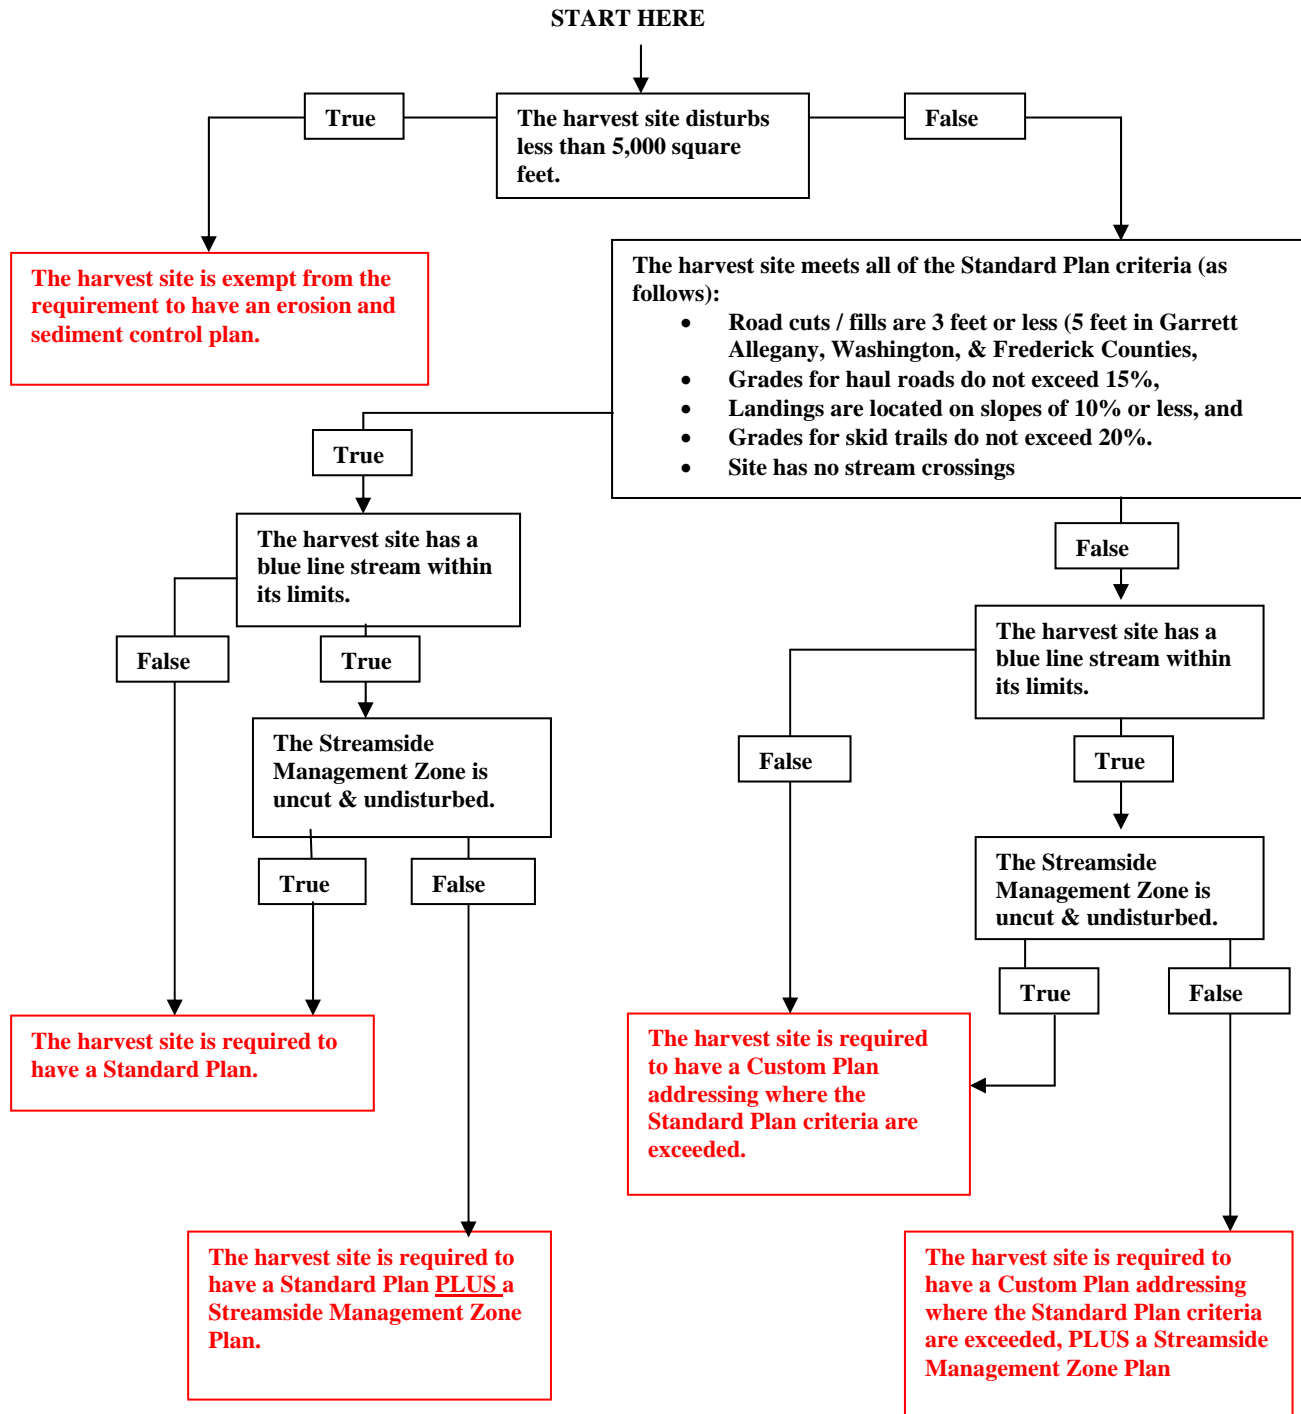 START HERE
True
The harvest site disturbs
less than 5,000 square
feet.
False
The harvest site is exempt from the
requirement to have an erosion and
sediment control plan.
The harvest site meets all of the Standard Plan criteria (as
follows):
• Road cuts / fills are 3 feet or less (5 feet in Garrett
Allegany, Washington, & Frederick Counties,
• Grades for haul roads do not exceed 15%,
• Landings are located on slopes of 10% or less, and
• Grades for skid trails do not exceed 20%.
• Site has no stream crossings
True
The harvest site has a
blue line stream within
its limits.
False
True
The Streamside
Management Zone is
uncut & undisturbed.
True
False
The harvest site is required to
have a Standard Plan.
The harvest site is required to
have a Standard Plan PLUS a
Streamside Management Zone
Plan.
False
The harvest site has a
blue line stream within
its limits.
False
True
The Streamside
Management Zone is
uncut & undisturbed.
True
False
The harvest site is required
to have a Custom Plan
addressing where the
Standard Plan criteria are
exceeded.
The harvest site is required to
have a Custom Plan addressing
where the Standard Plan criteria
are exceeded, PLUS a Streamside
Management Zone Plan